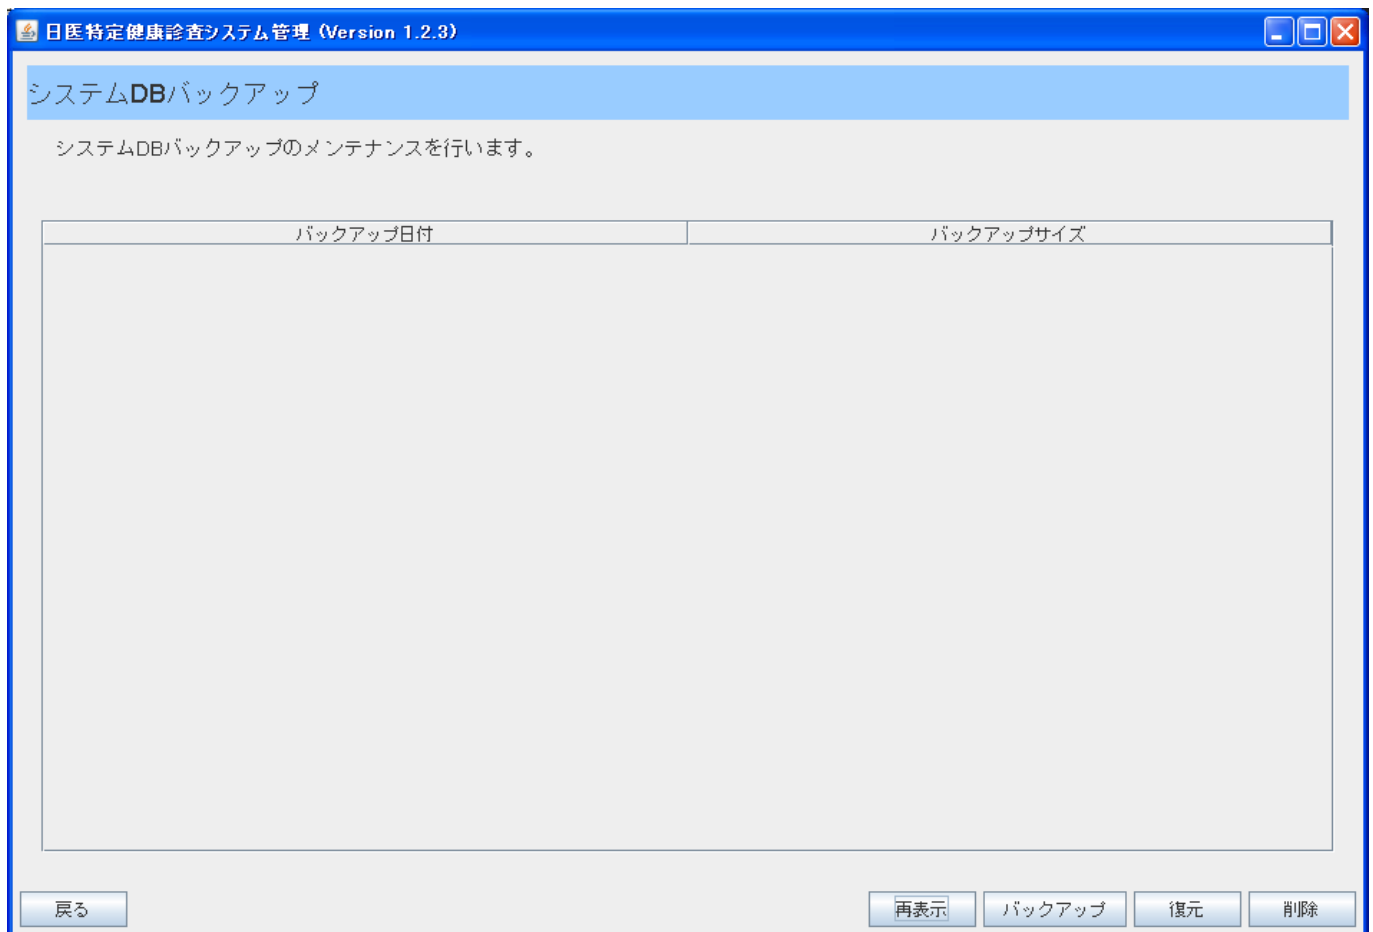 日医特定健康診査システム管理 (Version 1.2.3)
システムDBバックアップ
システムDBバックアップのメンテナンスを行います。
バックアップ日付 バックアップサイズ
戻る 再表示 バックアップ 復元 削除